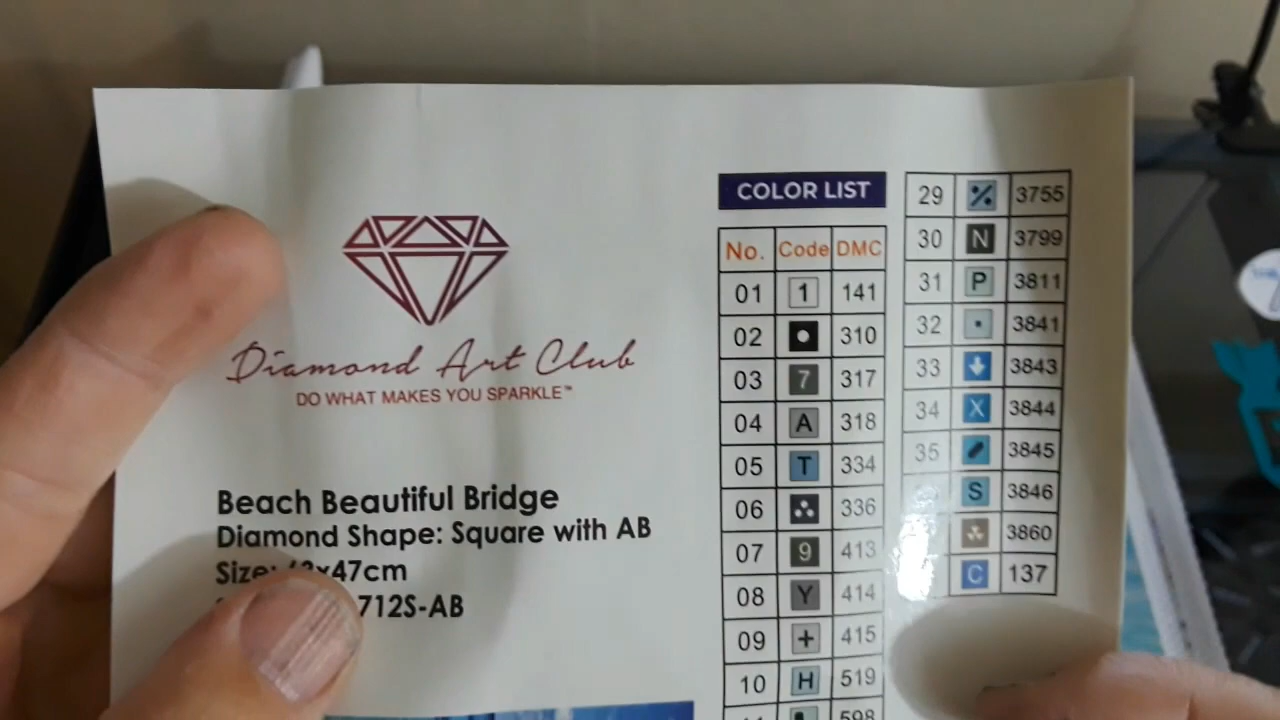 Diamond Art Club
DO WHAT MAKES YOU SPARKLE™
Beach Beautiful Bridge
Diamond Shape: Square with AB
Size: x47cm
712S-AB
COLOR LIST
No. Code DMC
01 1 141
02 310
03 7 317
04 A 318
05 T 334
06 336
07 9 413
08 Y 414
09 + 415
10 H 519
598
29 % 3755
30 N 3799
31 P 3811
32 3841
33 3843
34 X 3844
35 3845
S 3846
3860
C 137